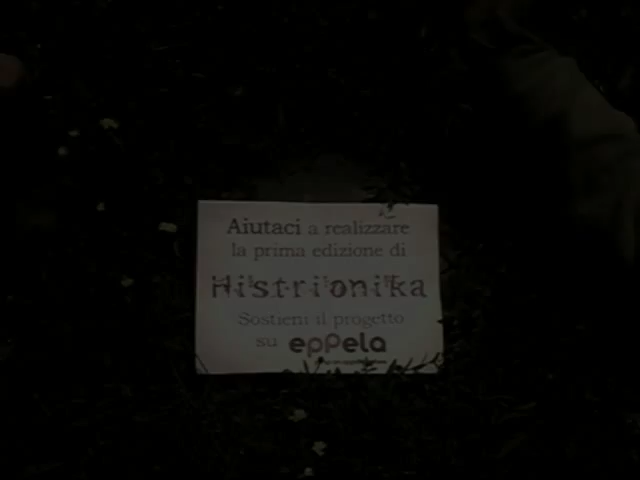 Aiutaci a realizzare
la prima edizione di
Histrionika
Sostieni il progetto
su eppela